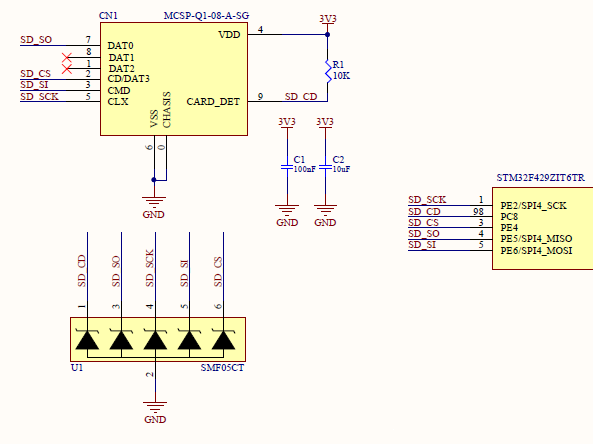 CN1 MCSP-Q1-08-A-SG
3V3
SD_SO 7 DAT0 VDD 4
8 DAT1
1 DAT2
SD_CS 2 CD/DAT3
SD_SI 3 CMD
SD_SCK 5 CLX CARD_DET 9 SD_CD
R1
10K
VSS
CHASIS
6
0
GND
3V3
C1
100nF
GND
3V3
C2
10uF
GND
STM32F429ZIT6TR
SD_SCK 1 PE2/SPI4_SCK
SD_CD 98 PC8
SD_CS 3 PE4
SD_SO 4 PE5/SPI4_MISO
SD_SI 5 PE6/SPI4_MOSI
SD_CD
SD_SO
SD_SCK
SD_SI
SD_CS
1
3
4
5
6
U1 SMF05CT
2
GND